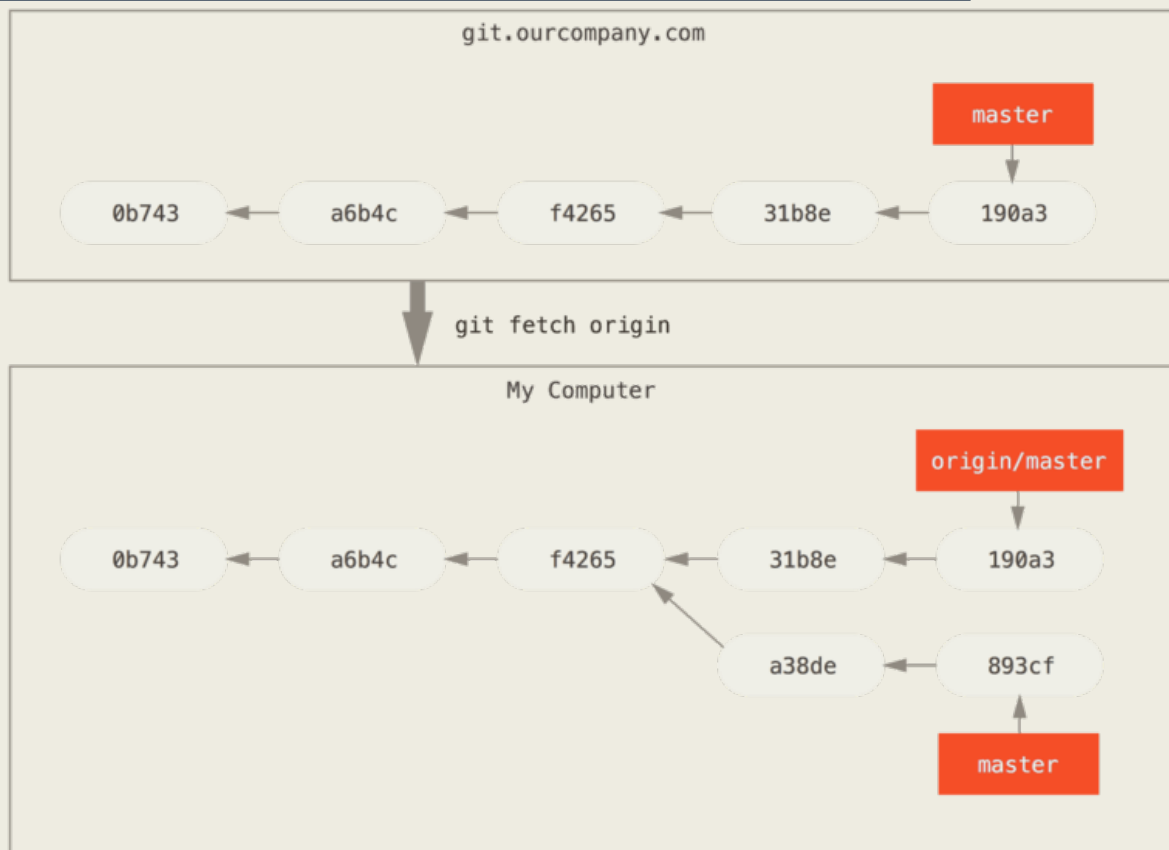 git.ourcompany.com
master
0b743 a6b4c f4265 31b8e 190a3
git fetch origin
My Computer
origin/master
0b743 a6b4c f4265 31b8e 190a3
a38de 893cf
master